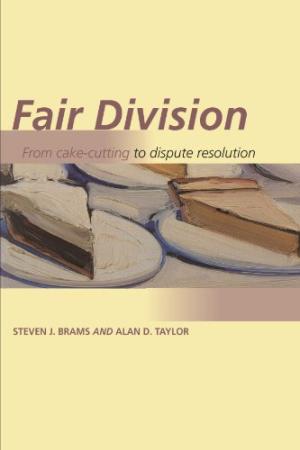 Fair Division
From cake-cutting to dispute resolution
STEVEN J. BRAMS AND ALAN D. TAYLOR